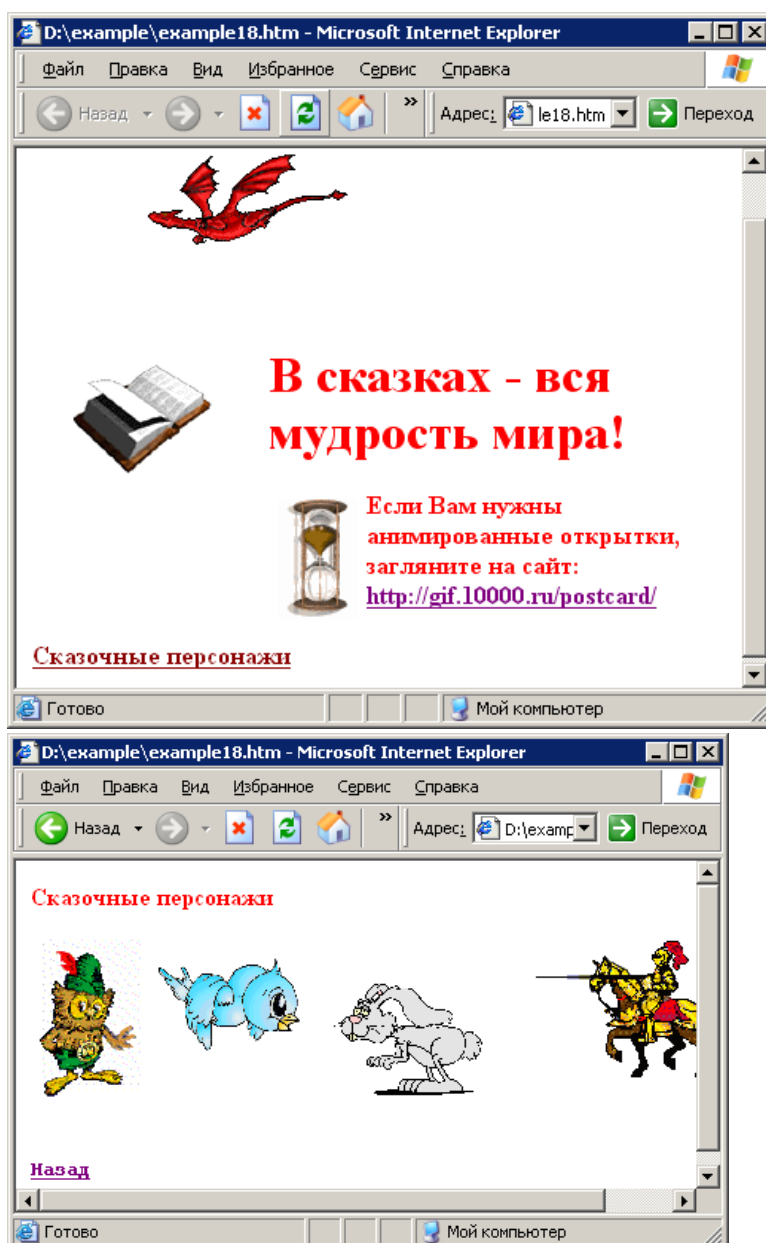 D:\example\example18.htm - Microsoft Internet Explorer
Файл Правка Вид Избранное Сервис Справка
Назад » Адрес: le18.htm Переход
В сказках - вся
мудрость мира!
Если Вам нужны
анимированные открытки,
загляните на сайт:
http://gif.10000.ru/postcard/
Сказочные персонажи
Готово Мой компьютер
D:\example\example18.htm - Microsoft Internet Explorer
Файл Правка Вид Избранное Сервис Справка
Назад » Адрес: D:\examp Переход
Сказочные персонажи
Назад
Готово Мой компьютер